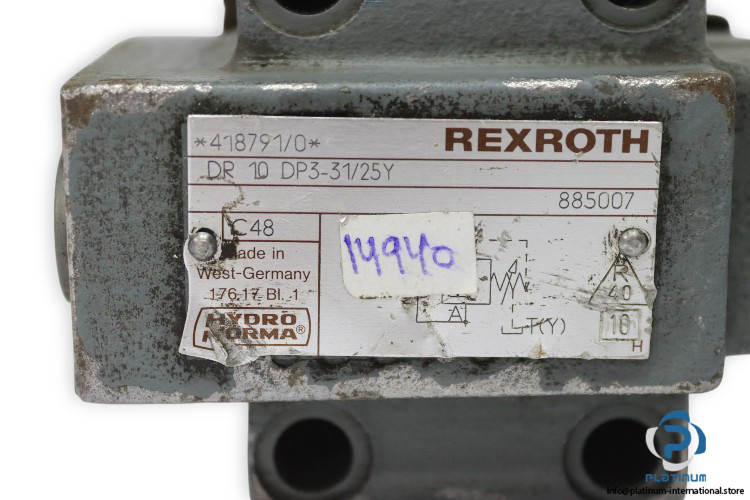 *418791/0*
REXROTH
DR 10 DP3-31/25Y
885007
C48
made in
West-Germany
176.17 Bl. 1
HYDRO
NORMA®
14940
A
T(Y)
R
40
10
H
PLATINUM
INTERNATIONAL
info@platinum-international.store